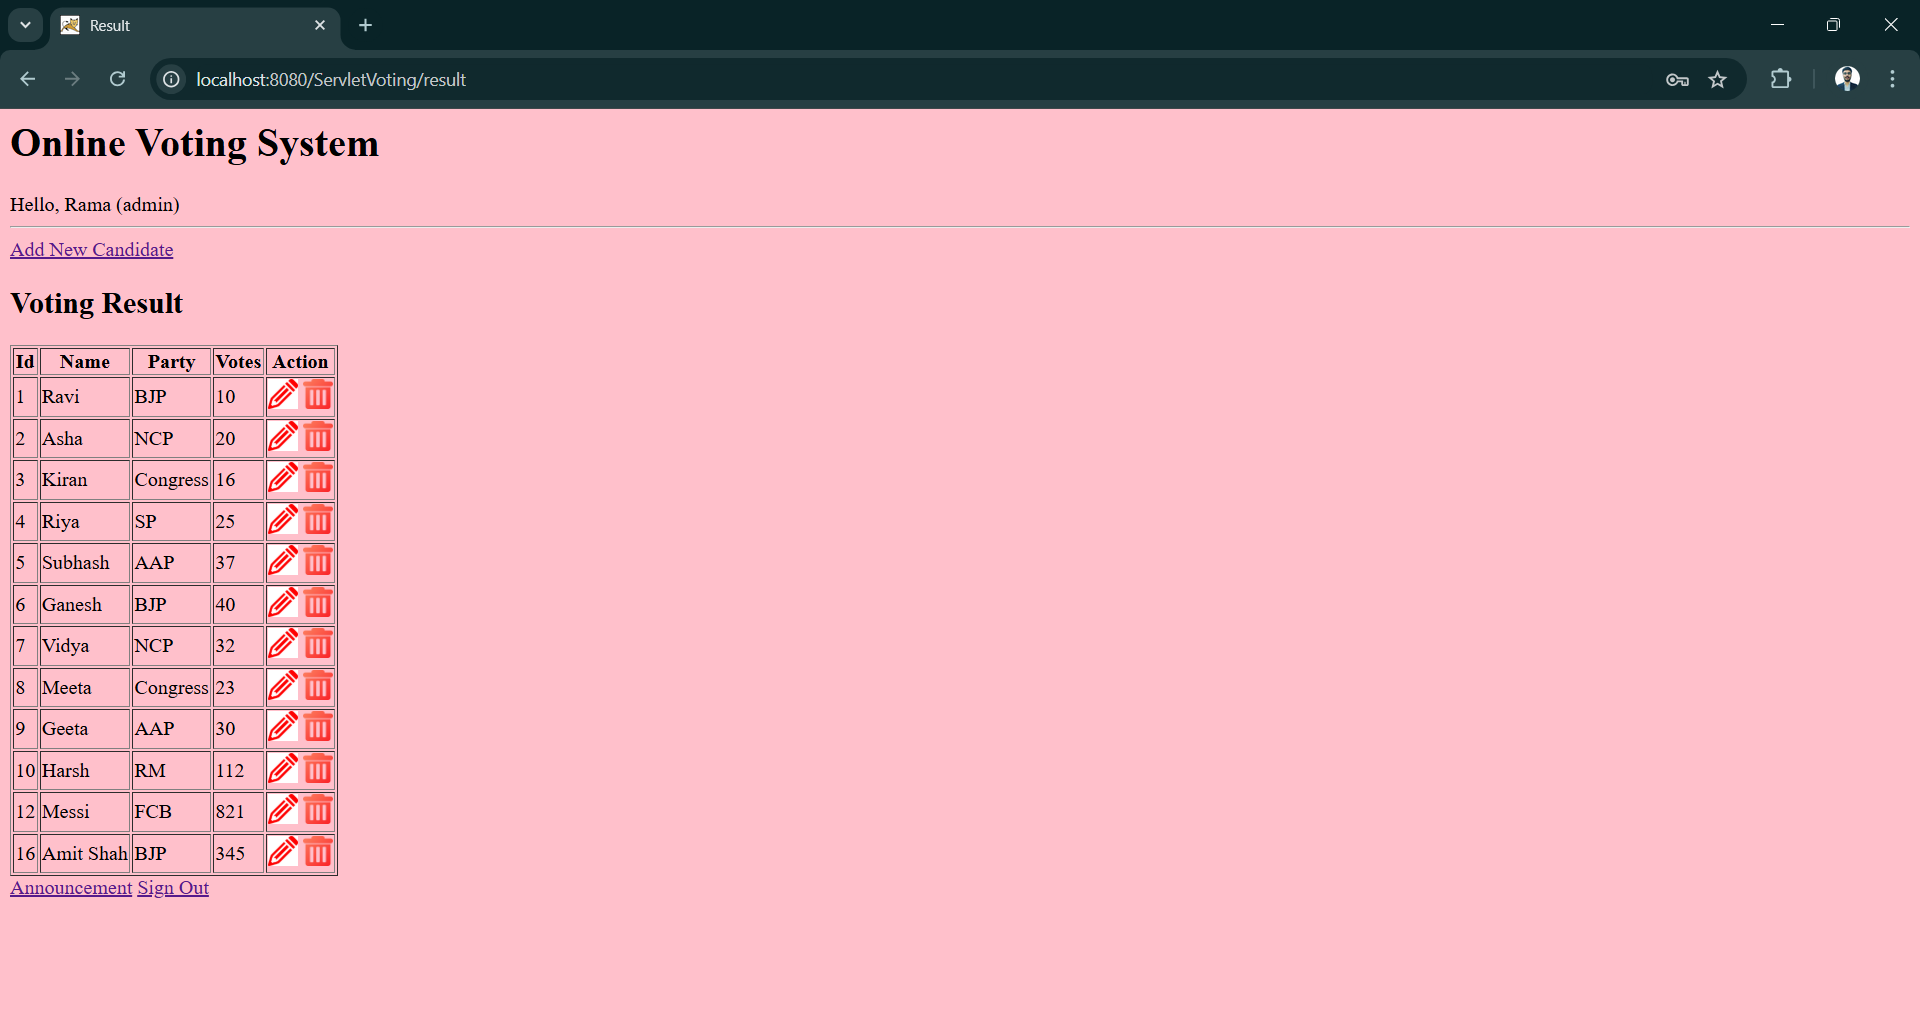 Result
localhost:8080/ServletVoting/result
Online Voting System
Hello, Rama (admin)
Add New Candidate
Voting Result
Id Name Party Votes Action
1 Ravi BJP 10
2 Asha NCP 20
3 Kiran Congress 16
4 Riya SP 25
5 Subhash AAP 37
6 Ganesh BJP 40
7 Vidya NCP 32
8 Meeta Congress 23
9 Geeta AAP 30
10 Harsh RM 112
12 Messi FCB 821
16 Amit Shah BJP 345
Announcement Sign Out